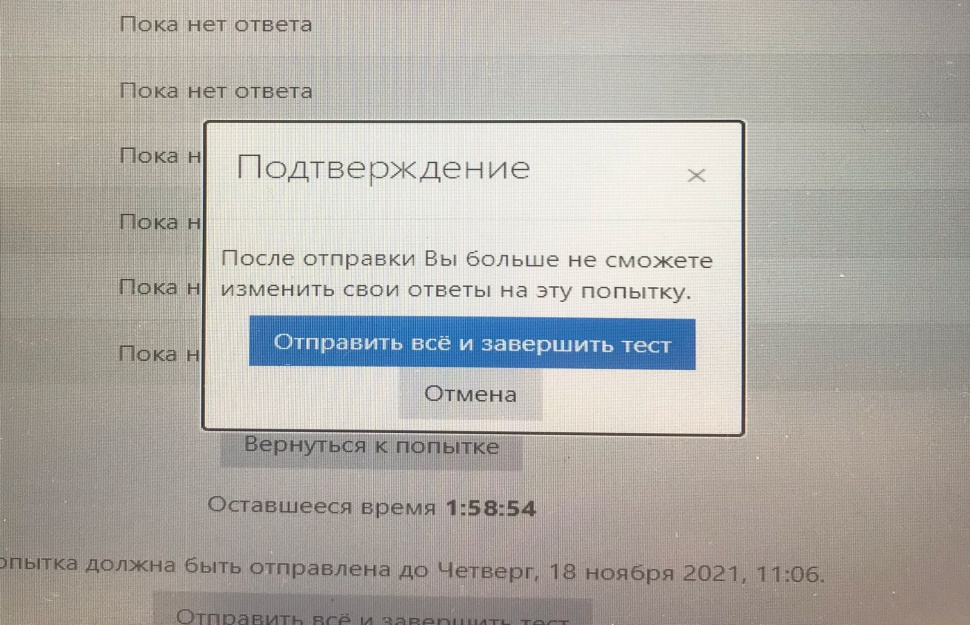 Пока нет ответа
Пока нет ответа
Пока н
Подтверждение
×
Пока н
После отправки Вы больше не сможете
Пока н
изменить свои ответы на эту попытку.
Отправить всё и завершить тест
Пока н
Отмена
Вернуться к попытке
Оставшееся время 1:58:54
опытка должна быть отправлена до Четверг, 18 ноября 2021, 11:06.
Отправить всё и завершить тест